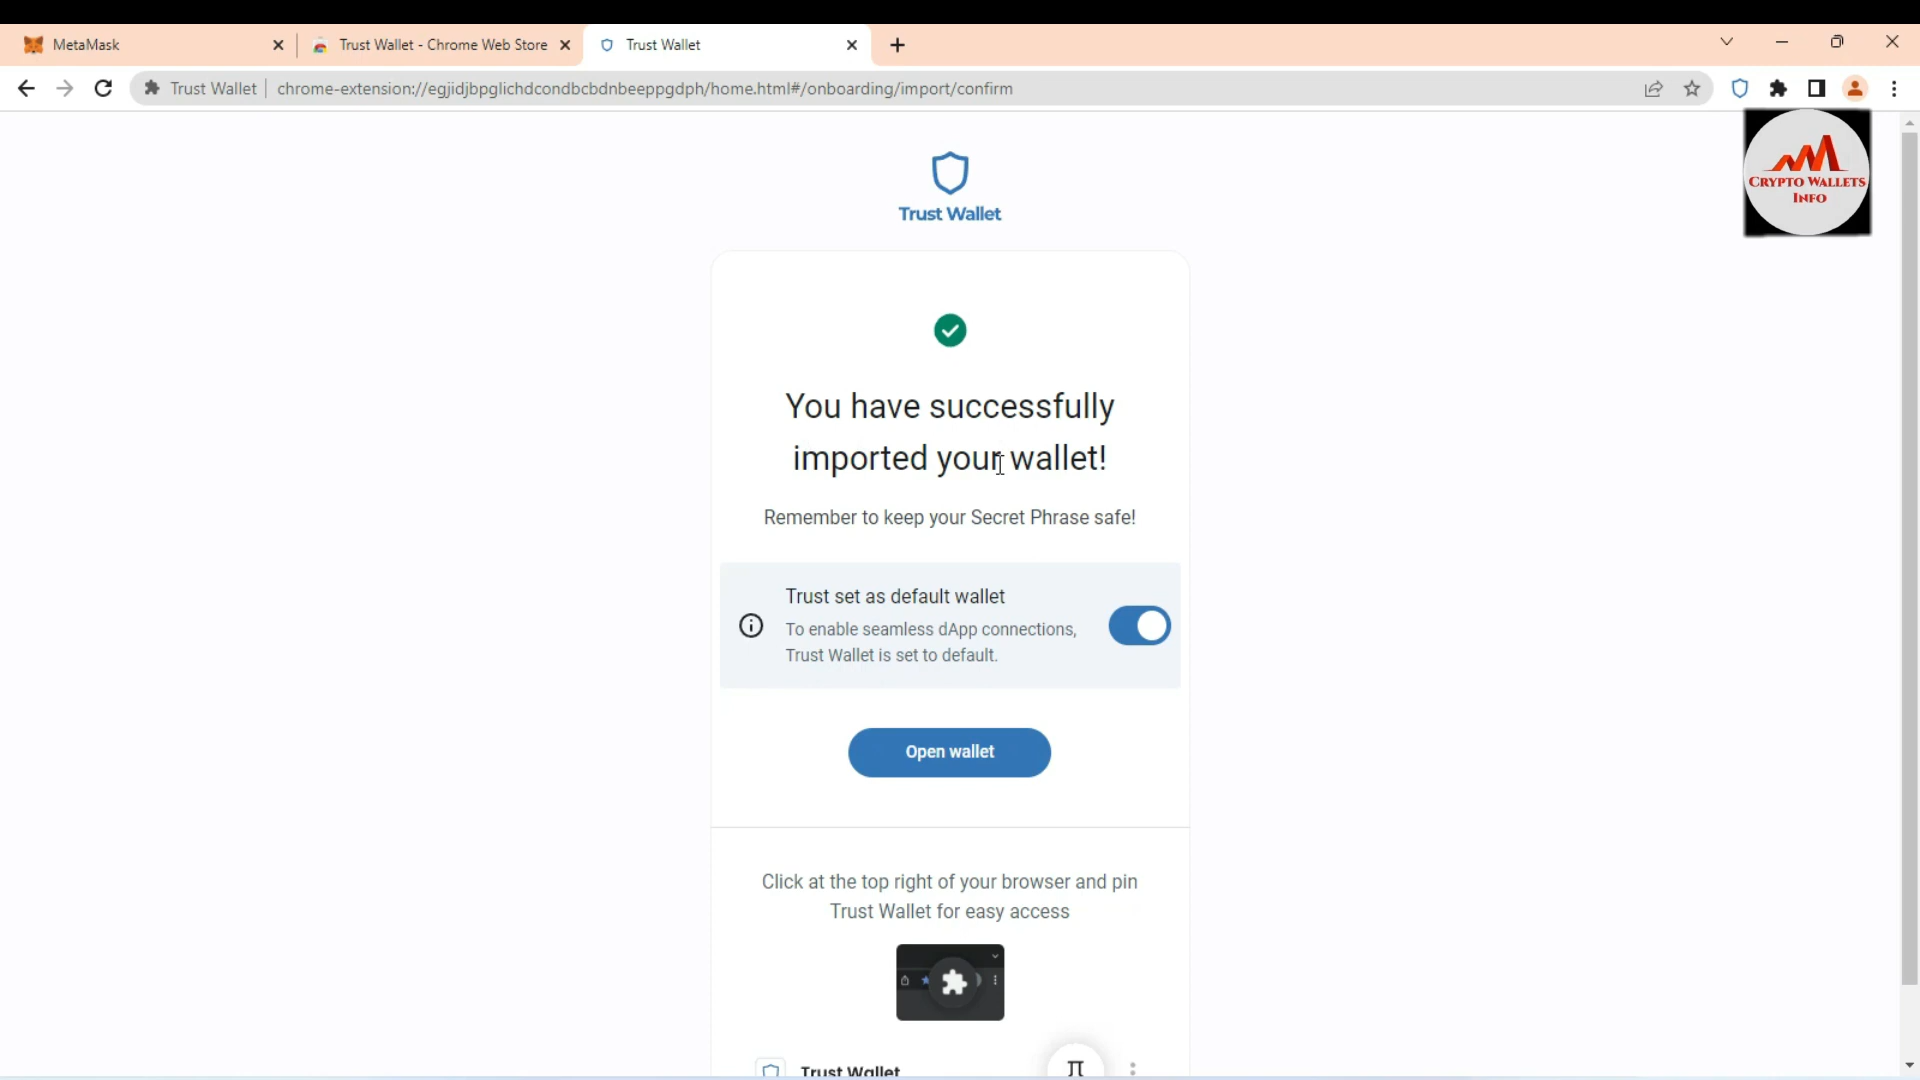 MetaMask
Trust Wallet - Chrome Web Store
Trust Wallet
Trust Wallet
chrome-extension://egjidjbpglichdcondbcbdnbeeppgdph/home.html#/onboarding/import/confirm
CRYPTO WALLETS
INFO
Trust Wallet
You have successfully
imported your wallet!
Remember to keep your Secret Phrase safe!
Trust set as default wallet
To enable seamless dApp connections,
Trust Wallet is set to default.
Open wallet
Click at the top right of your browser and pin
Trust Wallet for easy access
Trust Wallet